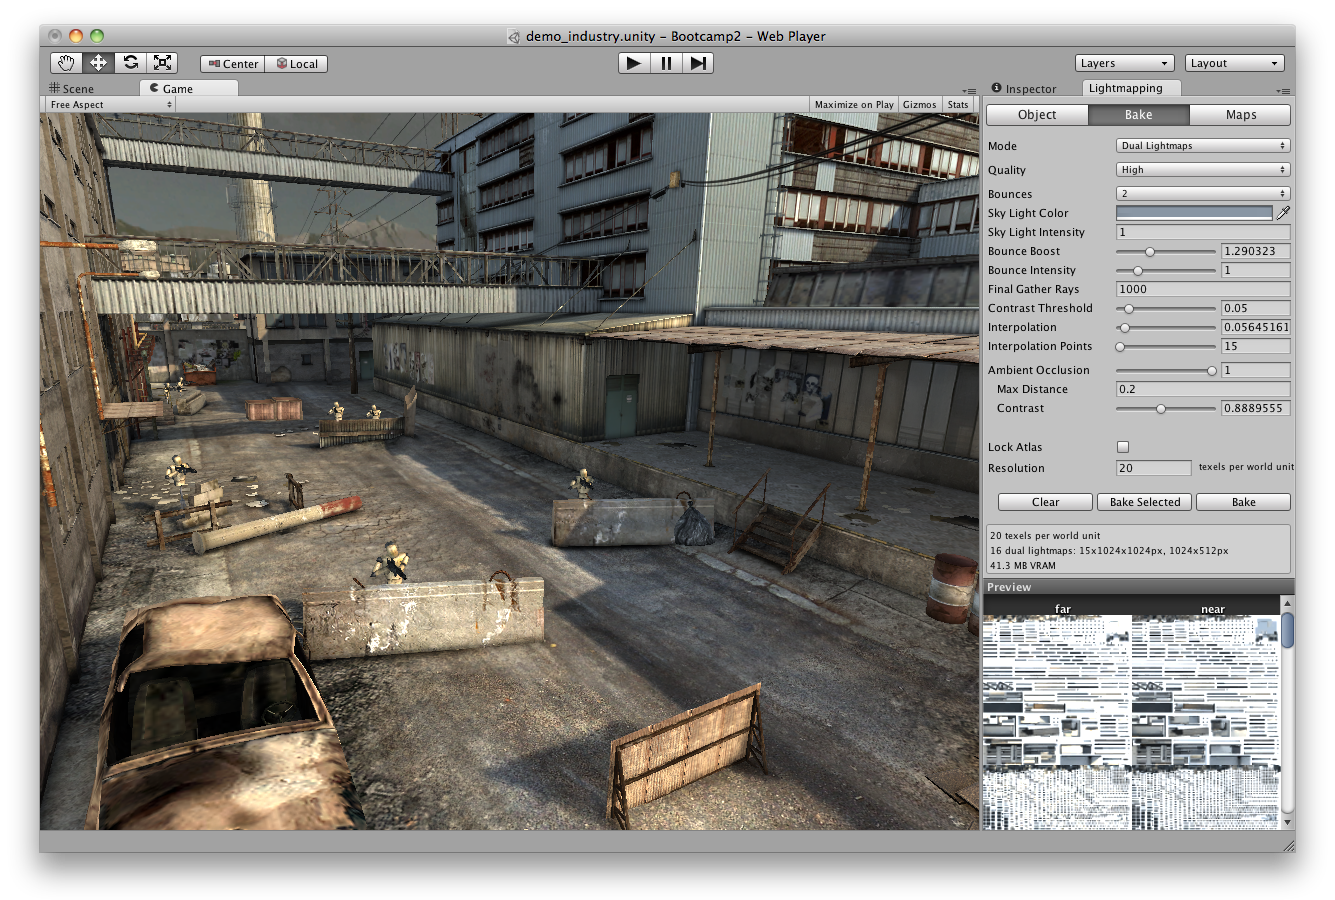 demo_industry.unity – Bootcamp2 – Web Player
Center
Local
Layers
Layout
Scene
Game
Inspector
Lightmapping
Free Aspect
Maximize on Play
Gizmos
Stats
Object
Bake
Maps
Mode
Dual Lightmaps
Quality
High
Bounces
2
Sky Light Color
Sky Light Intensity
1
Bounce Boost
1.290323
Bounce Intensity
1
Final Gather Rays
1000
Contrast Threshold
0.05
Interpolation
0.05645161
Interpolation Points
15
Ambient Occlusion
1
Max Distance
0.2
Contrast
0.8889555
Lock Atlas
Resolution
20
texels per world unit
Clear
Bake Selected
Bake
20 texels per world unit
16 dual lightmaps: 15x1024x1024px, 1024x512px
41.3 MB VRAM
Preview
far
near